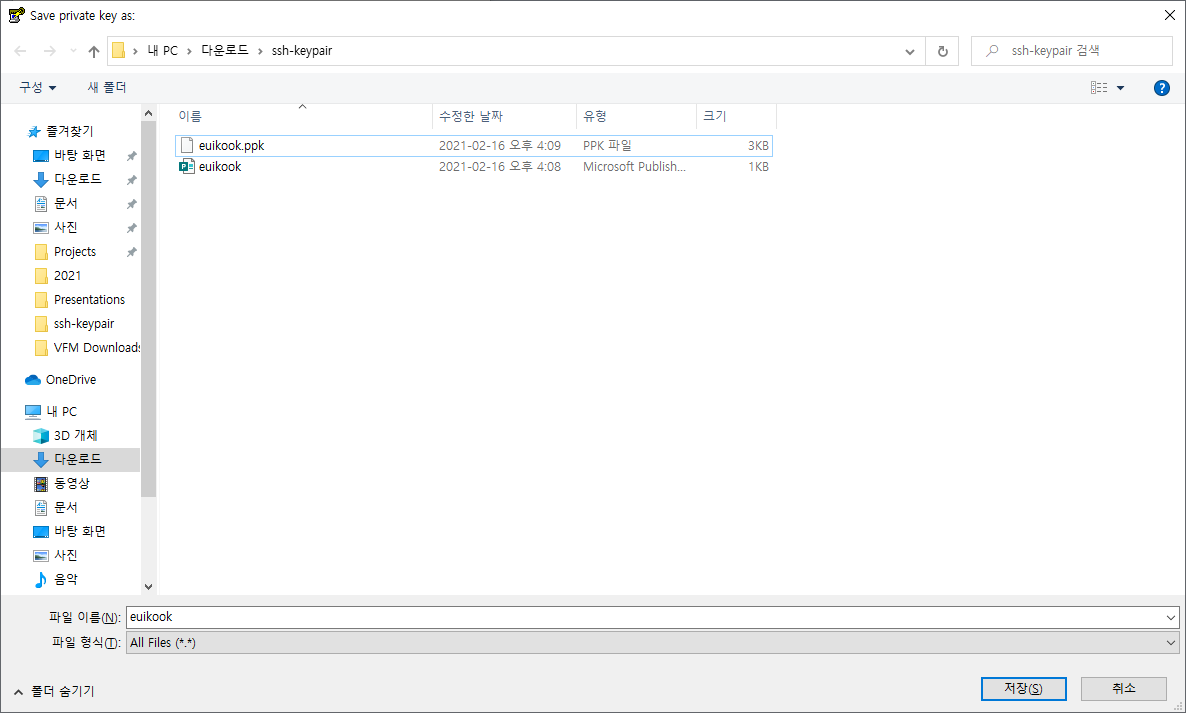 Save private key as:
내 PC › 다운로드 › ssh-keypair
ssh-keypair 검색
구성
새 폴더
이름 수정한 날짜 유형 크기
euikook.ppk 2021-02-16 오후 4:09 PPK 파일 3KB
euikook 2021-02-16 오후 4:08 Microsoft Publish... 1KB
즐겨찾기
바탕 화면
다운로드
문서
사진
Projects
2021
Presentations
ssh-keypair
VFM Downloads
OneDrive
내 PC
3D 개체
다운로드
동영상
문서
바탕 화면
사진
음악
파일 이름(N): euikook
파일 형식(T): All Files (*.*)
폴더 숨기기
저장(S)
취소